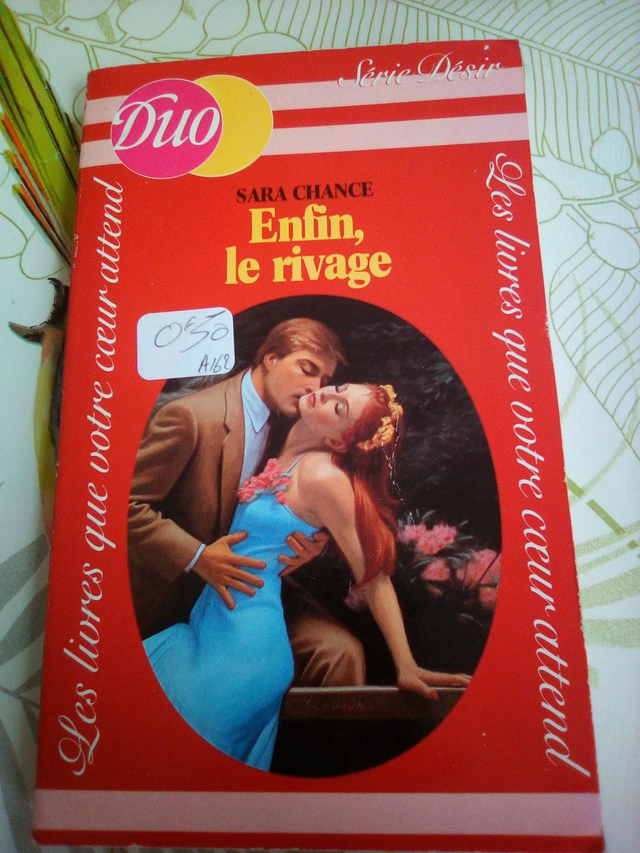 Série Désir
Duo
SARA CHANCE
Enfin,
le rivage
0€50
A162
Les livres que votre cœur attend
Les livres que votre cœur attend